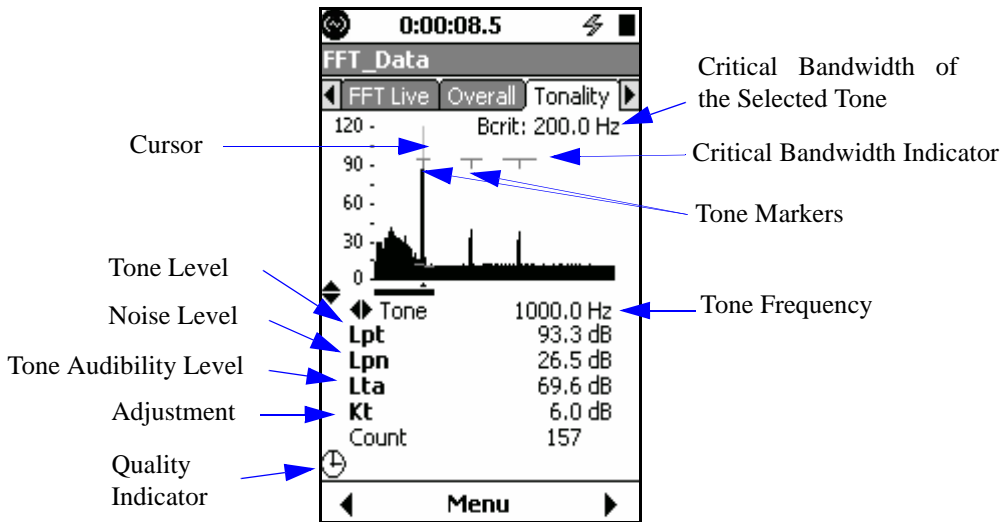 0:00:08.5
FFT_Data
FFT Live Overall Tonality
Critical Bandwidth of
the Selected Tone
120
Bcrit: 200.0 Hz
Cursor
Critical Bandwidth Indicator
90
60
Tone Markers
30
0
Tone Level
Tone 1000.0 Hz
Tone Frequency
Noise Level
Lpt 93.3 dB
Lpn 26.5 dB
Tone Audibility Level
Lta 69.6 dB
Adjustment
Kt 6.0 dB
Count 157
Quality
Indicator
Menu